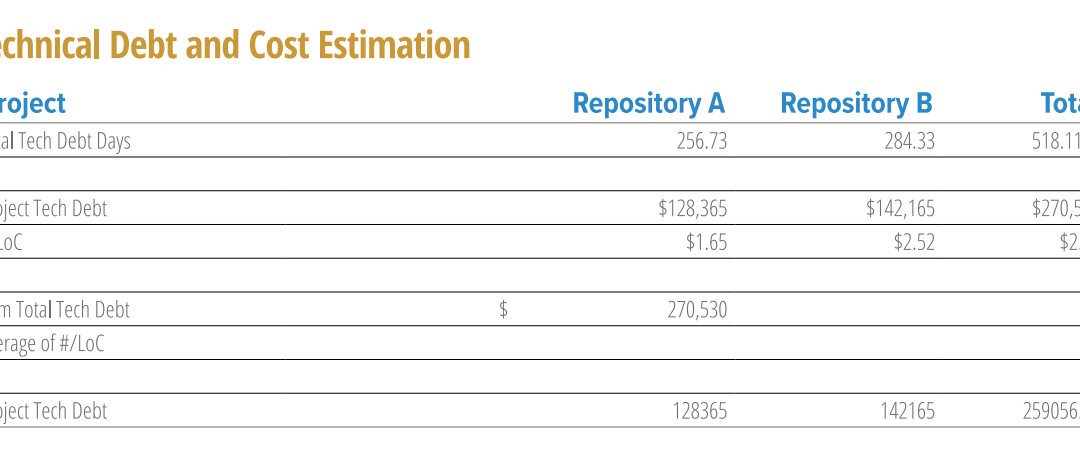 echnical Debt and Cost Estimation
roject Repository A Repository B Tota
al Tech Debt Days 256.73 284.33 518.11
oject Tech Debt $128,365 $142,165 $270,5
LoC $1.65 $2.52 $2.
m Total Tech Debt $ 270,530
erage of #/LoC
oject Tech Debt 128365 142165 259056.